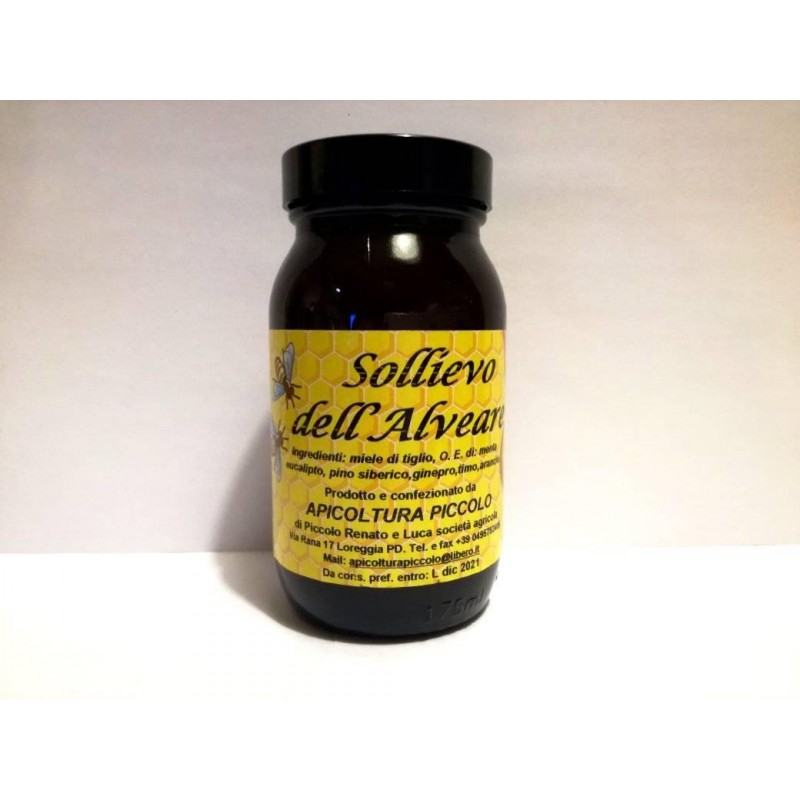 Sollievo
dell'Alveare
Ingredienti: miele di tiglio, O. E. di: menta
eucalipto, pino siberico,ginepro,timo,arancio
Prodotto e confezionato da
APICOLTURA PICCOLO
di Piccolo Renato e Luca società agricola
Via Rana 17 Loreggia PD. Tel. e fax +39
Mail: apicolturapiccolo@libero.it
Da cons. pref. entro: L dic 2021
175ml